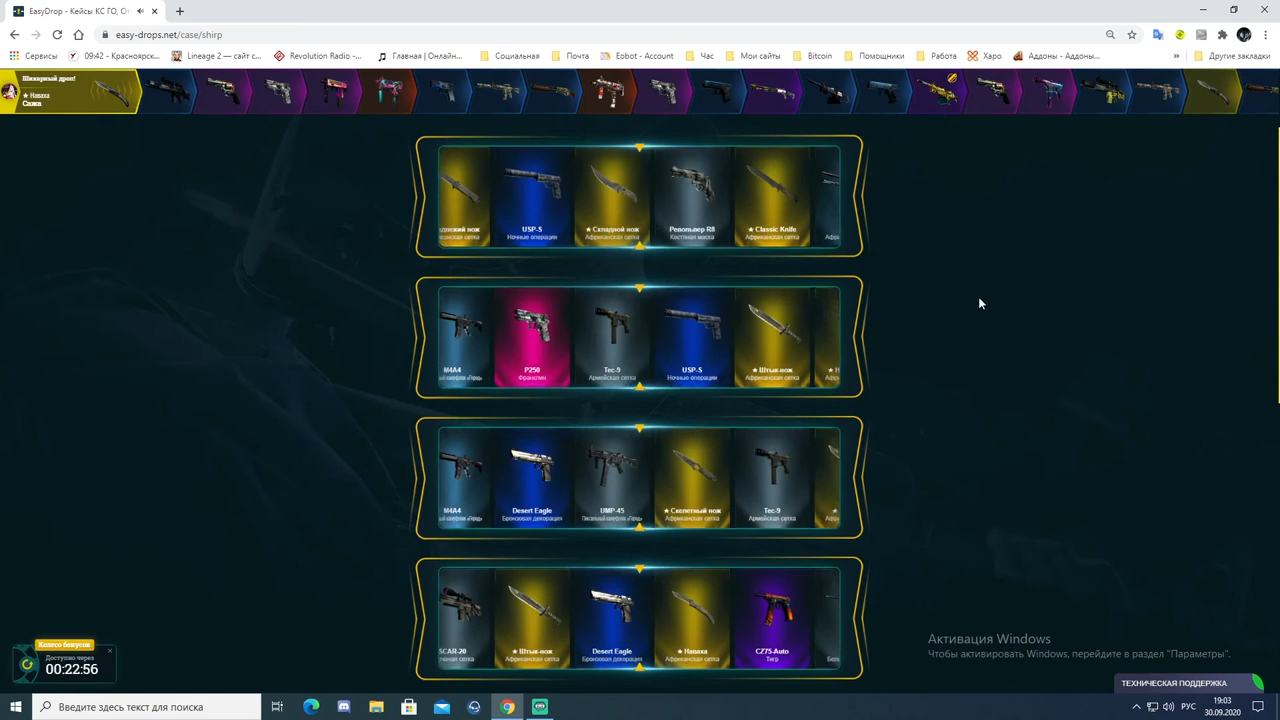 EasyDrop - Кейсы КС ГО, От
easy-drops.net/case/shirp
Сервисы
09:42 - Красноярск...
Lineage 2 — сайт с...
Revolution Radio –...
Главная | Онлайн...
Социальная
Почта
Eobot - Account
Час
Мои сайты
Bitcoin
Помощники
Работа
Харо
Аддоны - Аддоны...
»
Другие закладки
Шикарный дроп!
★ Наваха
Сажа
USP-S
Ночные операции
★ Складной нож
Африканская сетка
Револьвер R8
Костяная маска
★ Classic Knife
Африканская сетка
M4A4
P250
Франклин
Tec-9
Армейская сетка
USP-S
Ночные операции
★ Штык-нож
Африканская сетка
M4A4
Desert Eagle
Бронзовая декорация
UMP-45
★ Скелетный нож
Африканская сетка
Tec-9
Армейская сетка
SCAR-20
★ Штык-нож
Африканская сетка
Desert Eagle
Бронзовая декорация
★ Наваха
Африканская сетка
CZ75-Auto
Тигр
Колесо бонусов
Доступно через
00:22:56
Активация Windows
Чтобы активировать Windows, перейдите в раздел "Параметры".
ТЕХНИЧЕСКАЯ ПОДДЕРЖКА
Введите здесь текст для поиска
РУС
19:03
30.09.2020